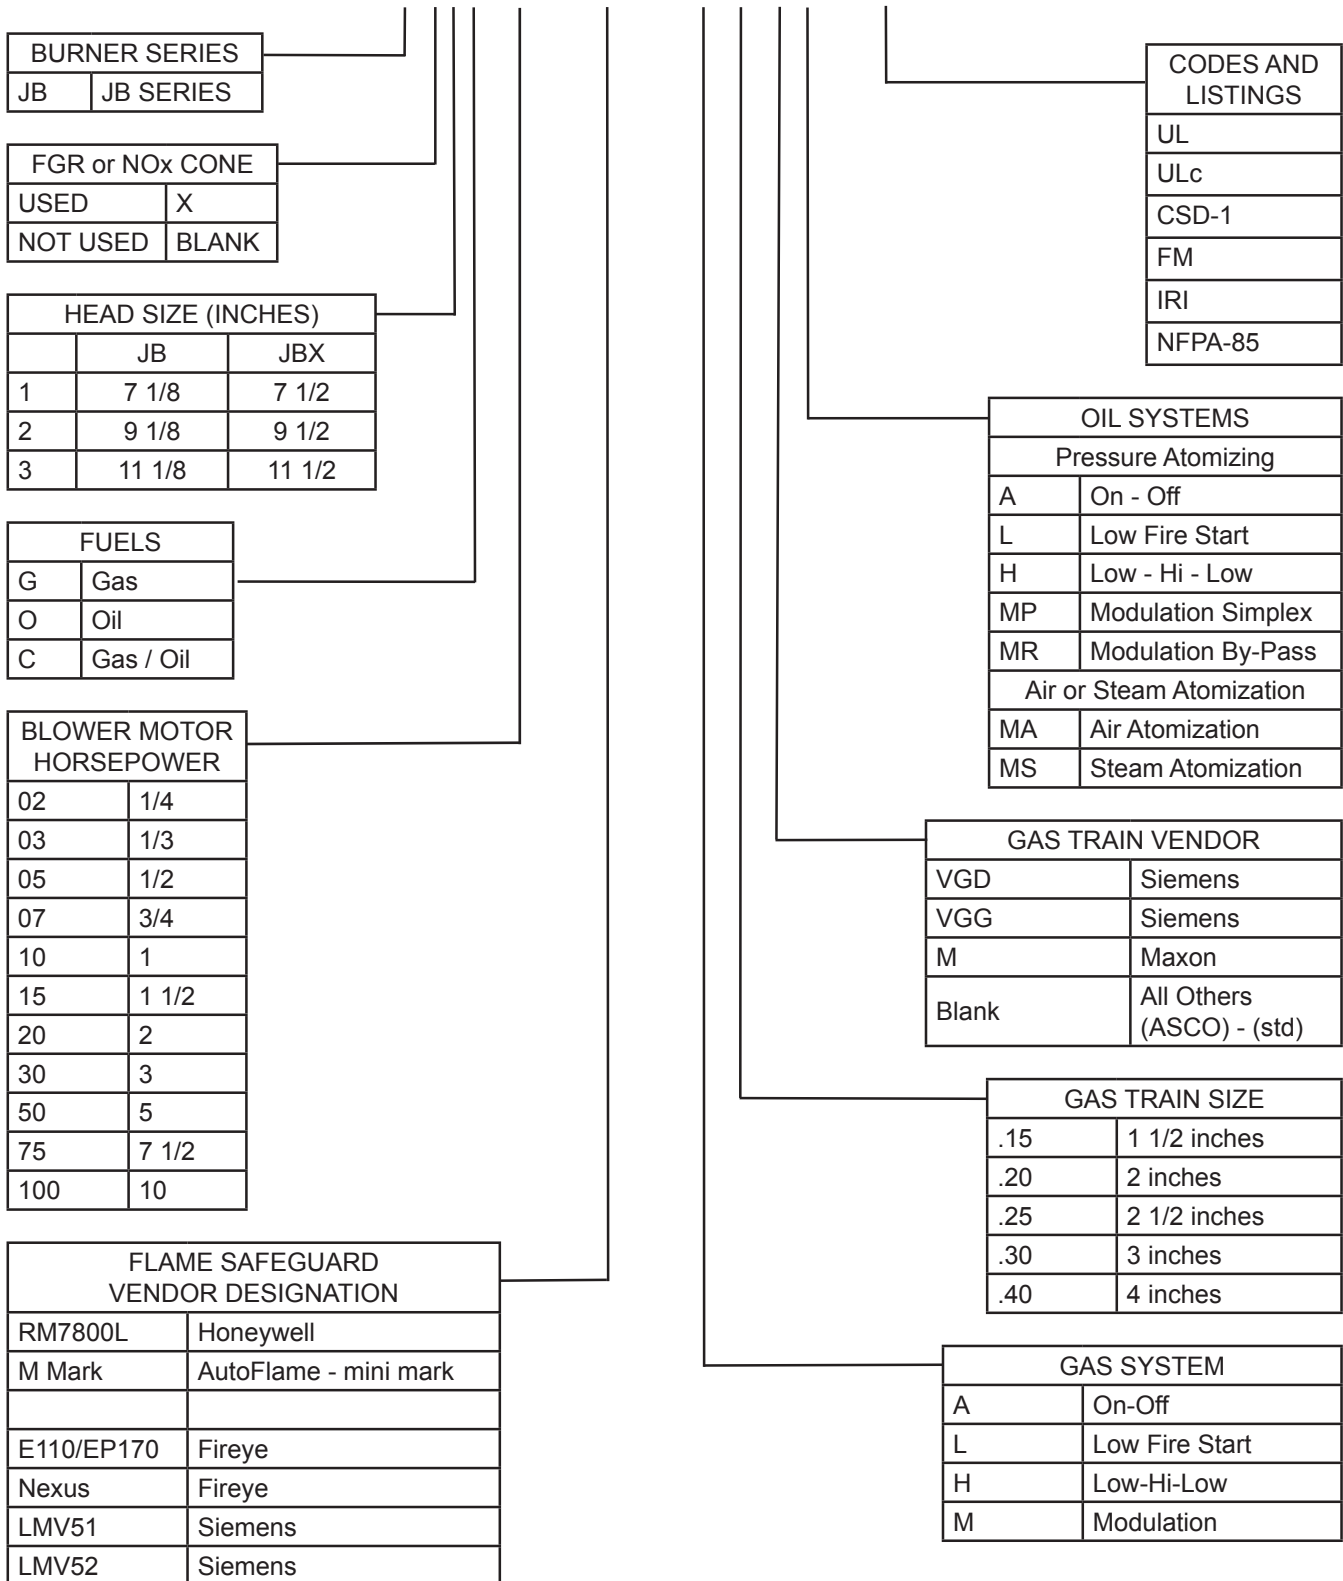 BURNER SERIES
JB JB SERIES
FGR or NOx CONE
USED X
NOT USED BLANK
HEAD SIZE (INCHES)
JB JBX
1 7 1/8 7 1/2
2 9 1/8 9 1/2
3 11 1/8 11 1/2
FUELS
G Gas
O Oil
C Gas / Oil
BLOWER MOTOR
HORSEPOWER
02 1/4
03 1/3
05 1/2
07 3/4
10 1
15 1 1/2
20 2
30 3
50 5
75 7 1/2
100 10
FLAME SAFEGUARD
VENDOR DESIGNATION
RM7800L Honeywell
M Mark AutoFlame - mini mark
E110/EP170 Fireye
Nexus Fireye
LMV51 Siemens
LMV52 Siemens
CODES AND
LISTINGS
UL
ULc
CSD-1
FM
IRI
NFPA-85
OIL SYSTEMS
Pressure Atomizing
A On - Off
L Low Fire Start
H Low - Hi - Low
MP Modulation Simplex
MR Modulation By-Pass
Air or Steam Atomization
MA Air Atomization
MS Steam Atomization
GAS TRAIN VENDOR
VGD Siemens
VGG Siemens
M Maxon
Blank All Others
(ASCO) - (std)
GAS TRAIN SIZE
.15 1 1/2 inches
.20 2 inches
.25 2 1/2 inches
.30 3 inches
.40 4 inches
GAS SYSTEM
A On-Off
L Low Fire Start
H Low-Hi-Low
M Modulation